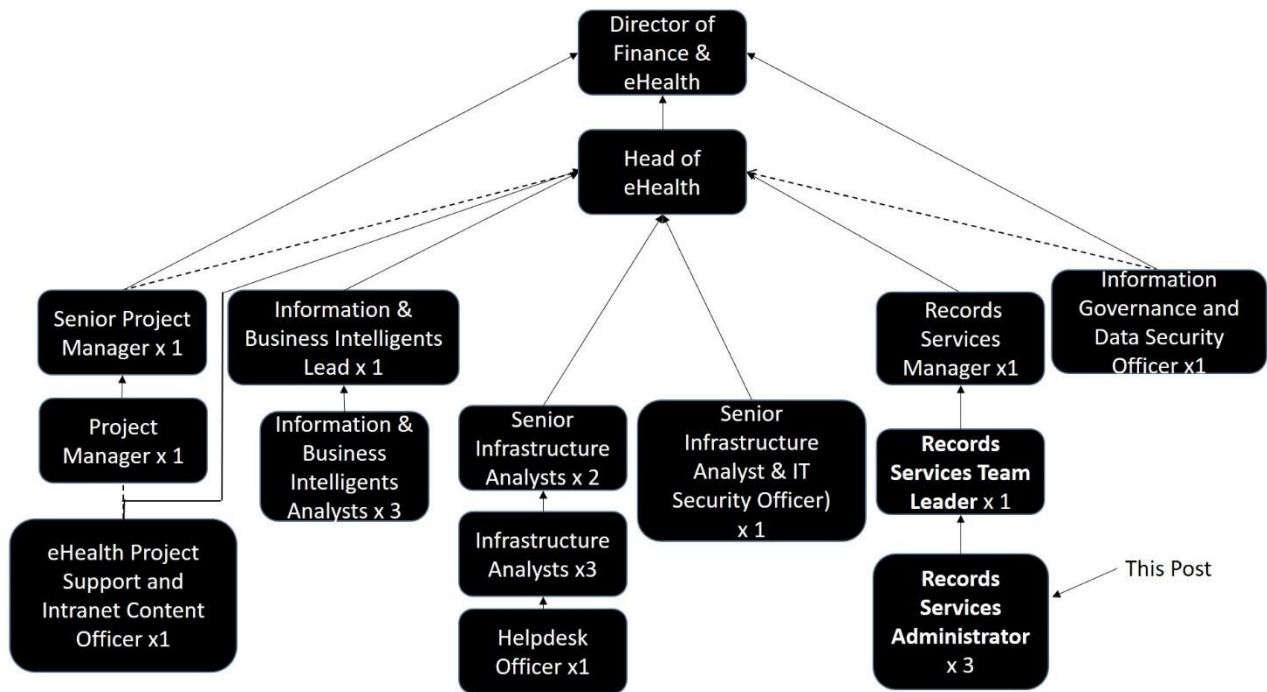 Director of
Finance &
eHealth
Head of
eHealth
Senior Project
Manager x 1
Information &
Business Intelligents
Lead x 1
Records
Services
Manager x1
Information
Governance and
Data Security
Officer x1
Project
Manager x 1
Information &
Business
Intelligents
Analysts x 3
Senior
Infrastructure
Analysts x 2
Senior
Infrastructure
Analyst & IT
Security Officer)
x 1
Records
Services Team
Leader x 1
eHealth Project
Support and
Intranet Content
Officer x1
Infrastructure
Analysts x3
Records
Services
Administrator
x 3
This Post
Helpdesk
Officer x1